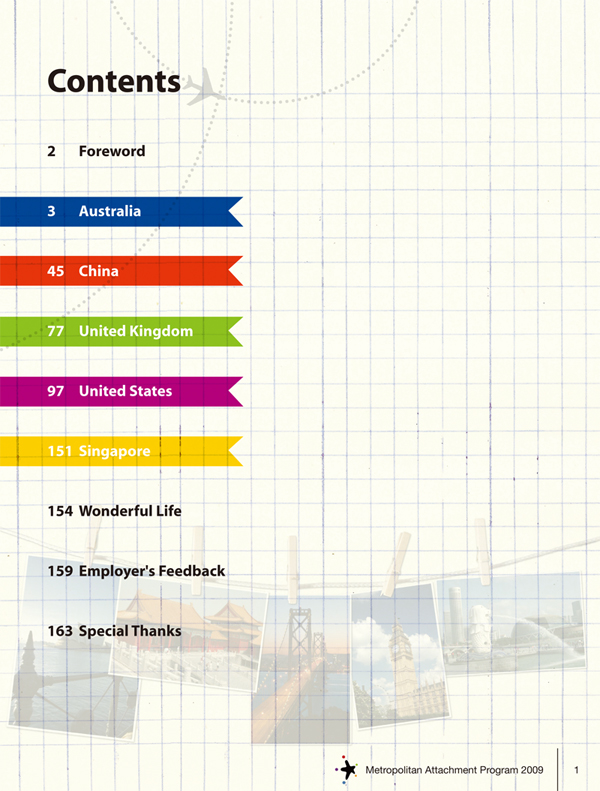 Contents
2 Foreword
3 Australia
45 China
77 United Kingdom
97 United States
151 Singapore
154 Wonderful Life
159 Employer's Feedback
163 Special Thanks
Metropolitan Attachment Program 2009 1